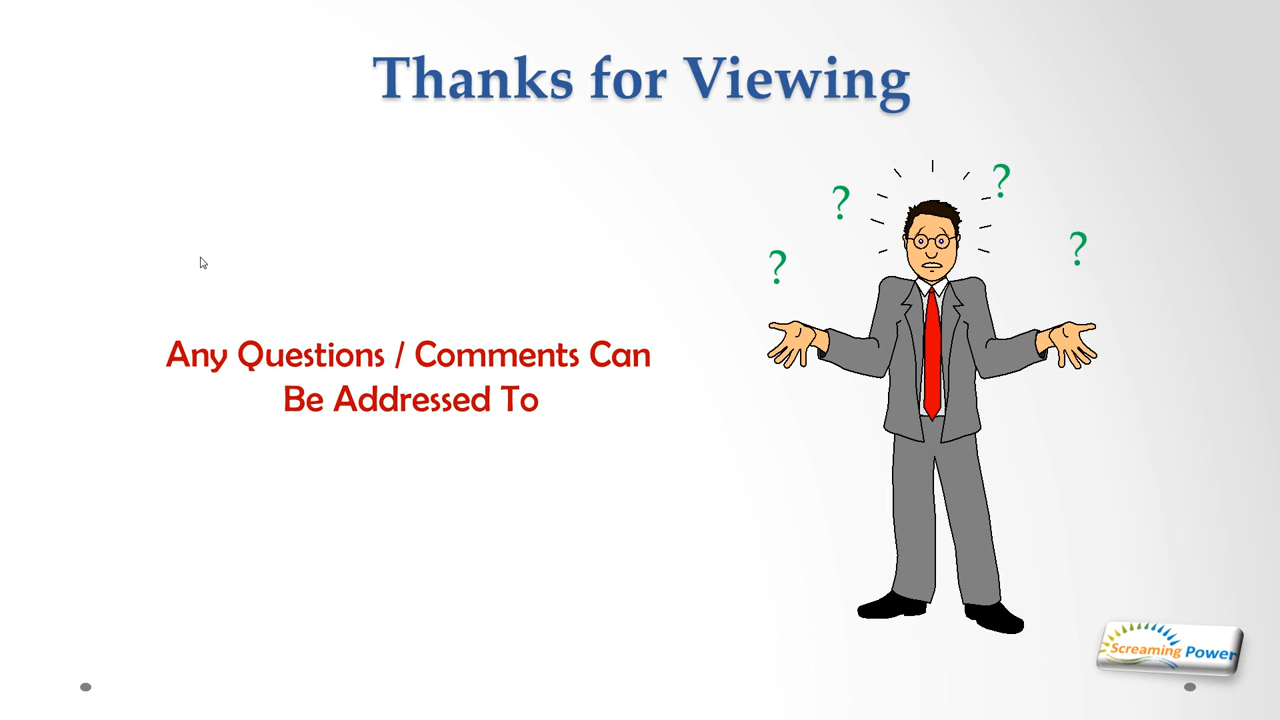 Thanks for Viewing
?
?
?
?
Any Questions / Comments Can
Be Addressed To
Screaming Power